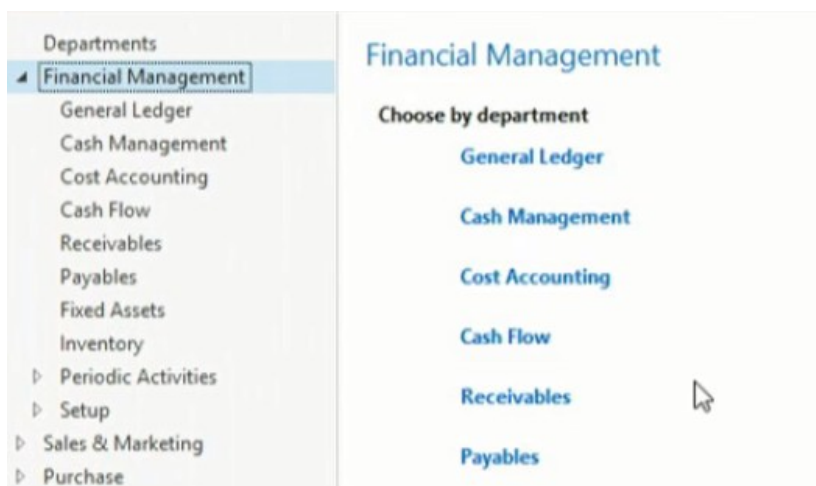 Departments
Financial Management
General Ledger
Cash Management
Cost Accounting
Cash Flow
Receivables
Payables
Fixed Assets
Inventory
Periodic Activities
Setup
Sales & Marketing
Purchase
Financial Management
Choose by department
General Ledger
Cash Management
Cost Accounting
Cash Flow
Receivables
Payables